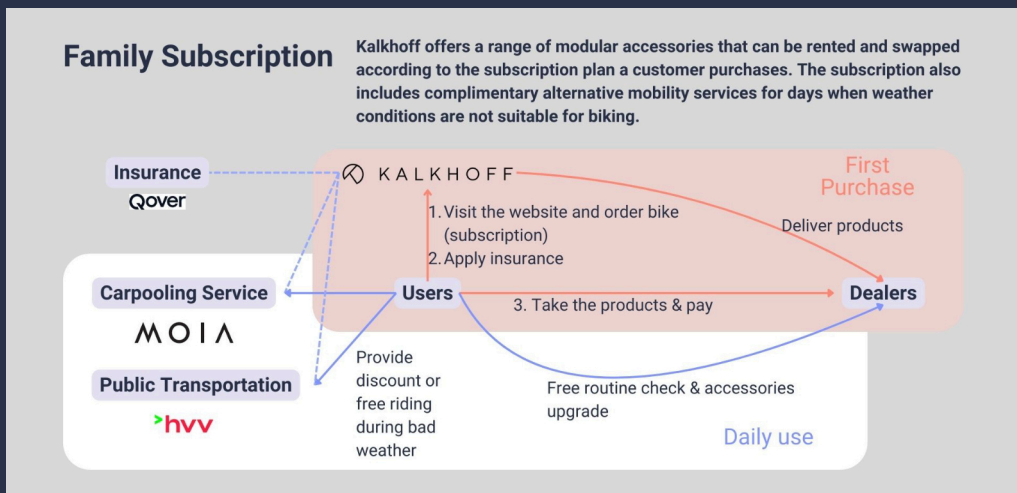 Family Subscription
Kalkhoff offers a range of modular accessories that can be rented and swapped
according to the subscription plan a customer purchases. The subscription also
includes complimentary alternative mobility services for days when weather
conditions are not suitable for biking.
Insurance
Qover
KALKHOFF
First
Purchase
1. Visit the website and order bike
(subscription)
2. Apply insurance
Deliver products
Carpooling Service
MOIA
Users
3. Take the products & pay
Dealers
Public Transportation
hvv
Provide
discount or
free riding
during bad
weather
Free routine check & accessories
upgrade
Daily use